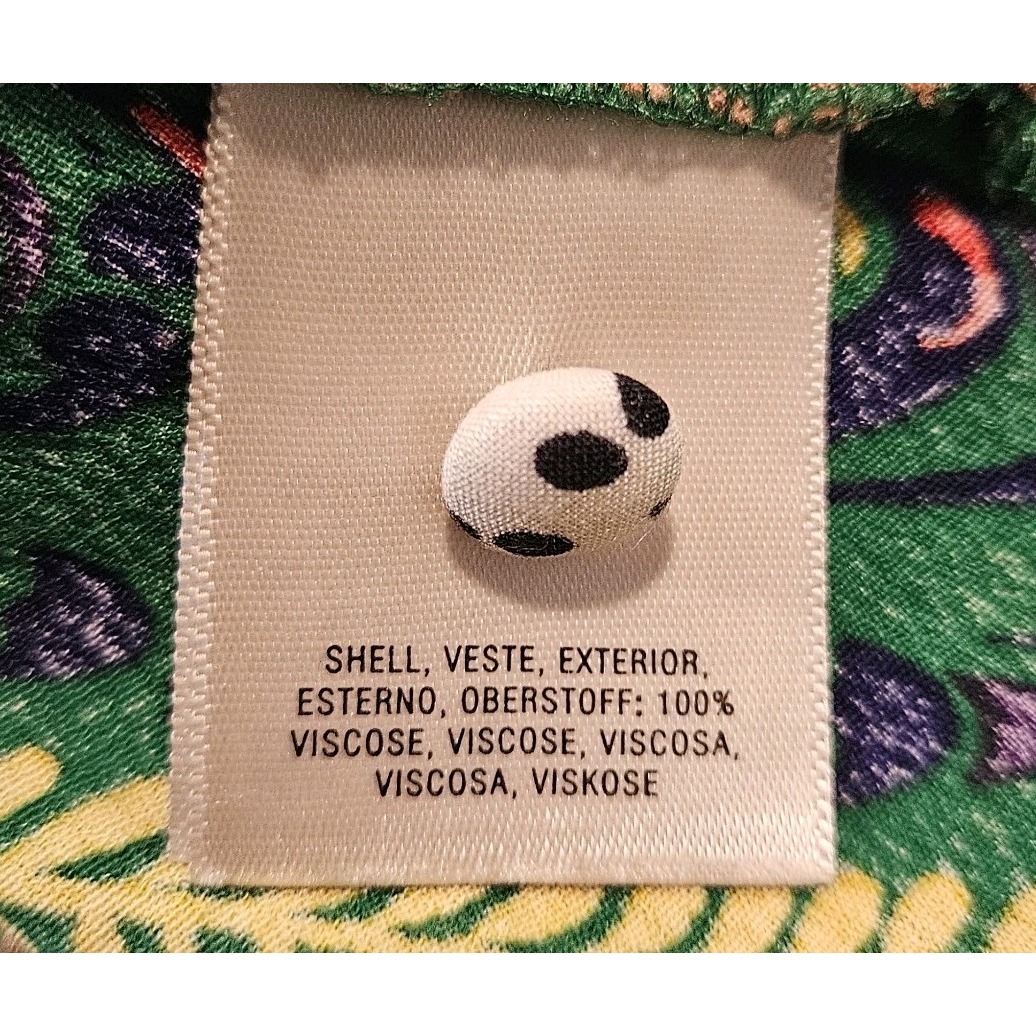 SHELL, VESTE, EXTERIOR,
ESTERNO, OBERSTOFF: 100%
VISCOSE, VISCOSE, VISCOSA,
VISCOSA, VISKOSE